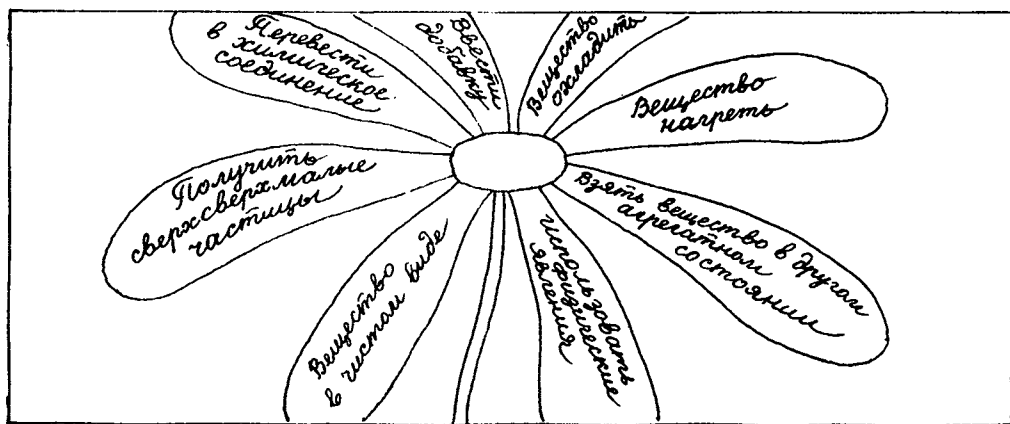 Перевести
в химическое
соединение
Ввести
добавку
Вещество
охладить
Вещество
нагреть
Получить
сверхсверхмалые
частицы
Взять вещество в другом
агрегатном
состоянии
Вещество
в чистом виде
использовать
физические
явления